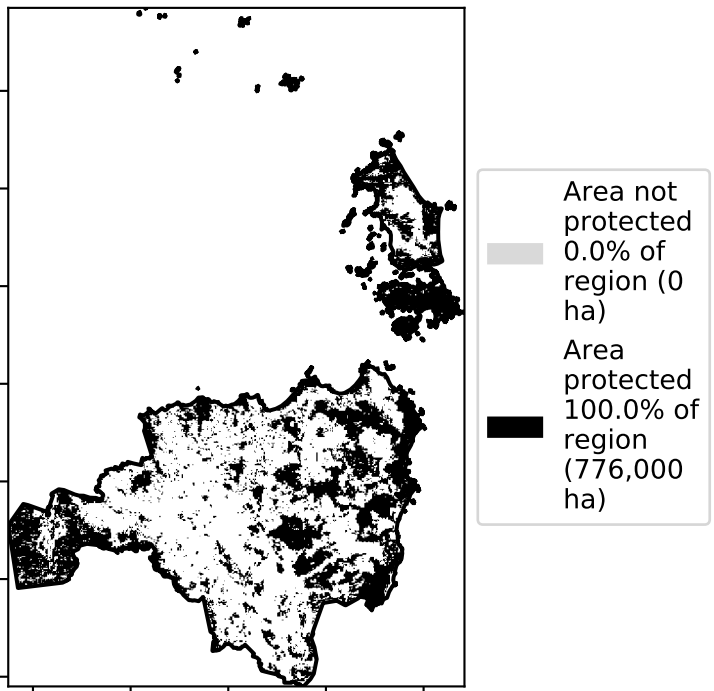 Area not
protected
0.0% of
region (0
ha)
Area
protected
100.0% of
region
(776,000
ha)